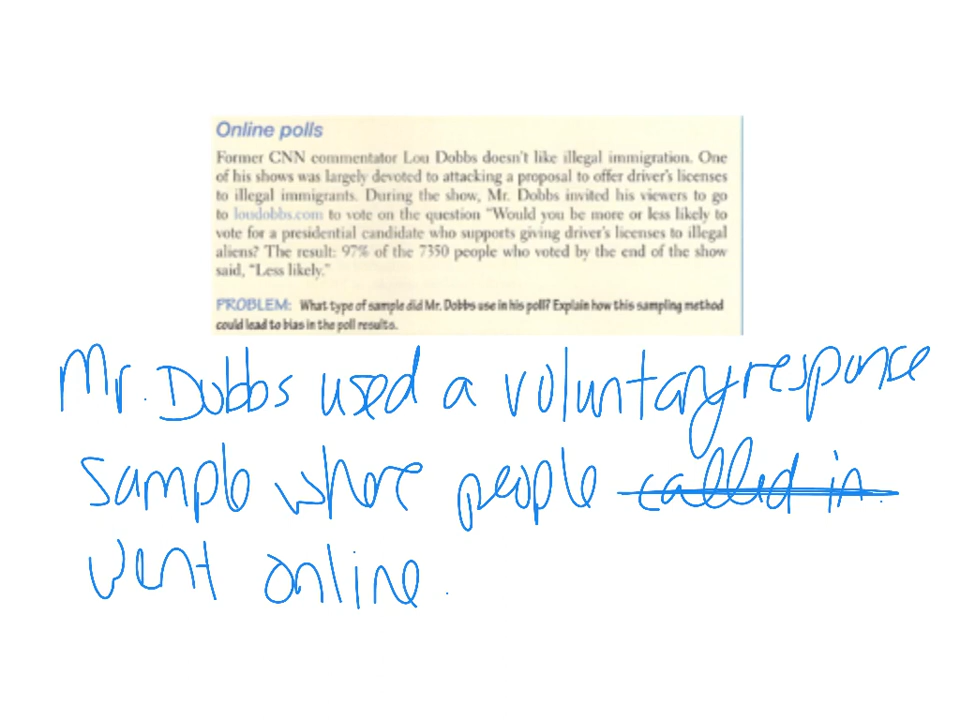 Online polls
Former CNN commentator Lou Dobbs doesn't like illegal immigration. One
of his shows was largely devoted to attacking a proposal to offer driver's licenses
to illegal immigrants. During the show, Mr. Dobbs invited his viewers to go
to loudobbs.com to vote on the question "Would you be more or less likely to
vote for a presidential candidate who supports giving driver's licenses to illegal
aliens? The result: 97% of the 7350 people who voted by the end of the show
said, "Less likely."
PROBLEM: What type of sample did Mr. Dobbs use in his poll? Explain how this sampling method
could lead to bias in the poll results.
Mr. Dobbs used a voluntary response
sample where people called in.
went online.